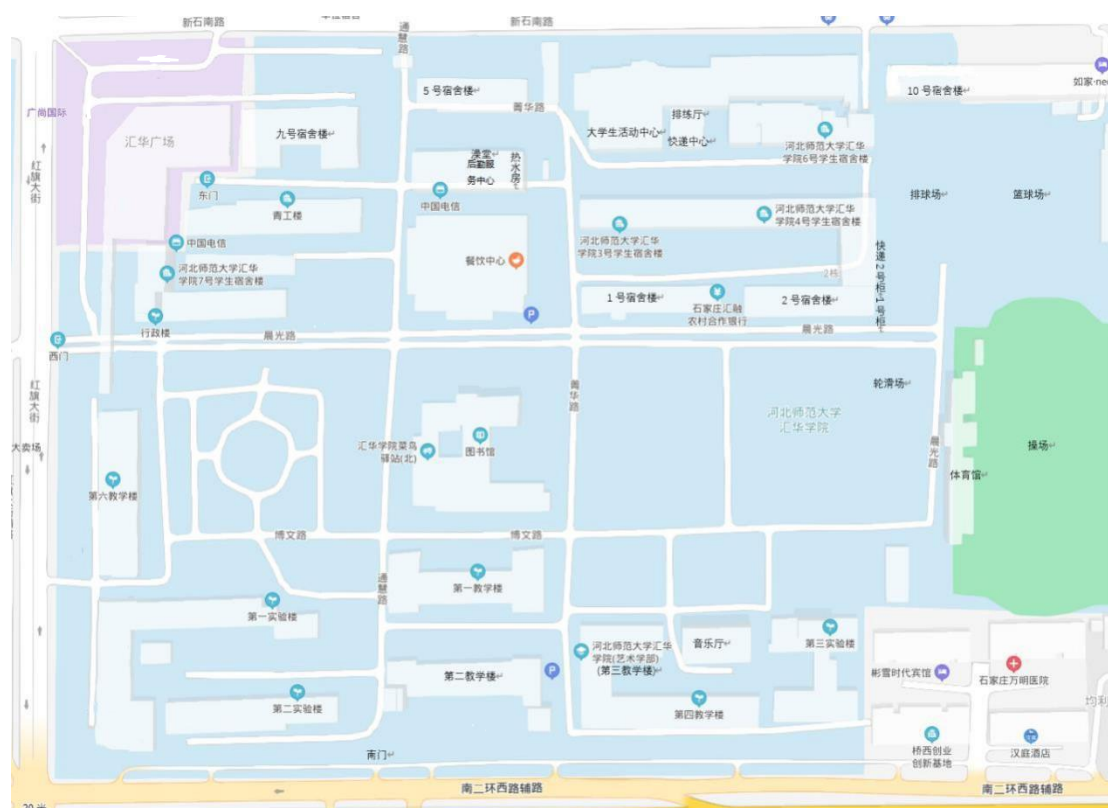 新石南路
新石南路
通慧路
广尚国际
红旗大街
汇华广场
5号宿舍楼
菁华路
九号宿舍楼
大学生活动中心
排练厅
快递中心
河北师范大学汇华
学院6号学生宿舍楼
10号宿舍楼
如家·neo
澡堂
后勤服
务中心
热水房
东门
中国电信
青工楼
中国电信
河北师范大学汇华
学院7号学生宿舍楼
餐饮中心
河北师范大学汇华
学院3号学生宿舍楼
河北师范大学汇华
学院4号学生宿舍楼
排球场
篮球场
2栋
快递2号柜-1号柜
1号宿舍楼
石家庄汇融
农村合作银行
2号宿舍楼
P
行政楼
西门
晨光路
晨光路
红旗大街
大卖场
菁华路
轮滑场
河北师范大学
汇华学院
汇华学院菜鸟
驿站(北)
图书馆
晨光路
操场
体育馆
第六教学楼
博文路
博文路
通慧路
第一教学楼
第一实验楼
河北师范大学汇华
学院(艺术学部)
(第三教学楼)
音乐厅
第三实验楼
第二教学楼
P
彬雪时代宾馆
石家庄万明医院
第二实验楼
第四教学楼
均利
南门
桥西创业
创新基地
汉庭酒店
南二环西路辅路
南二环西路辅路
20米